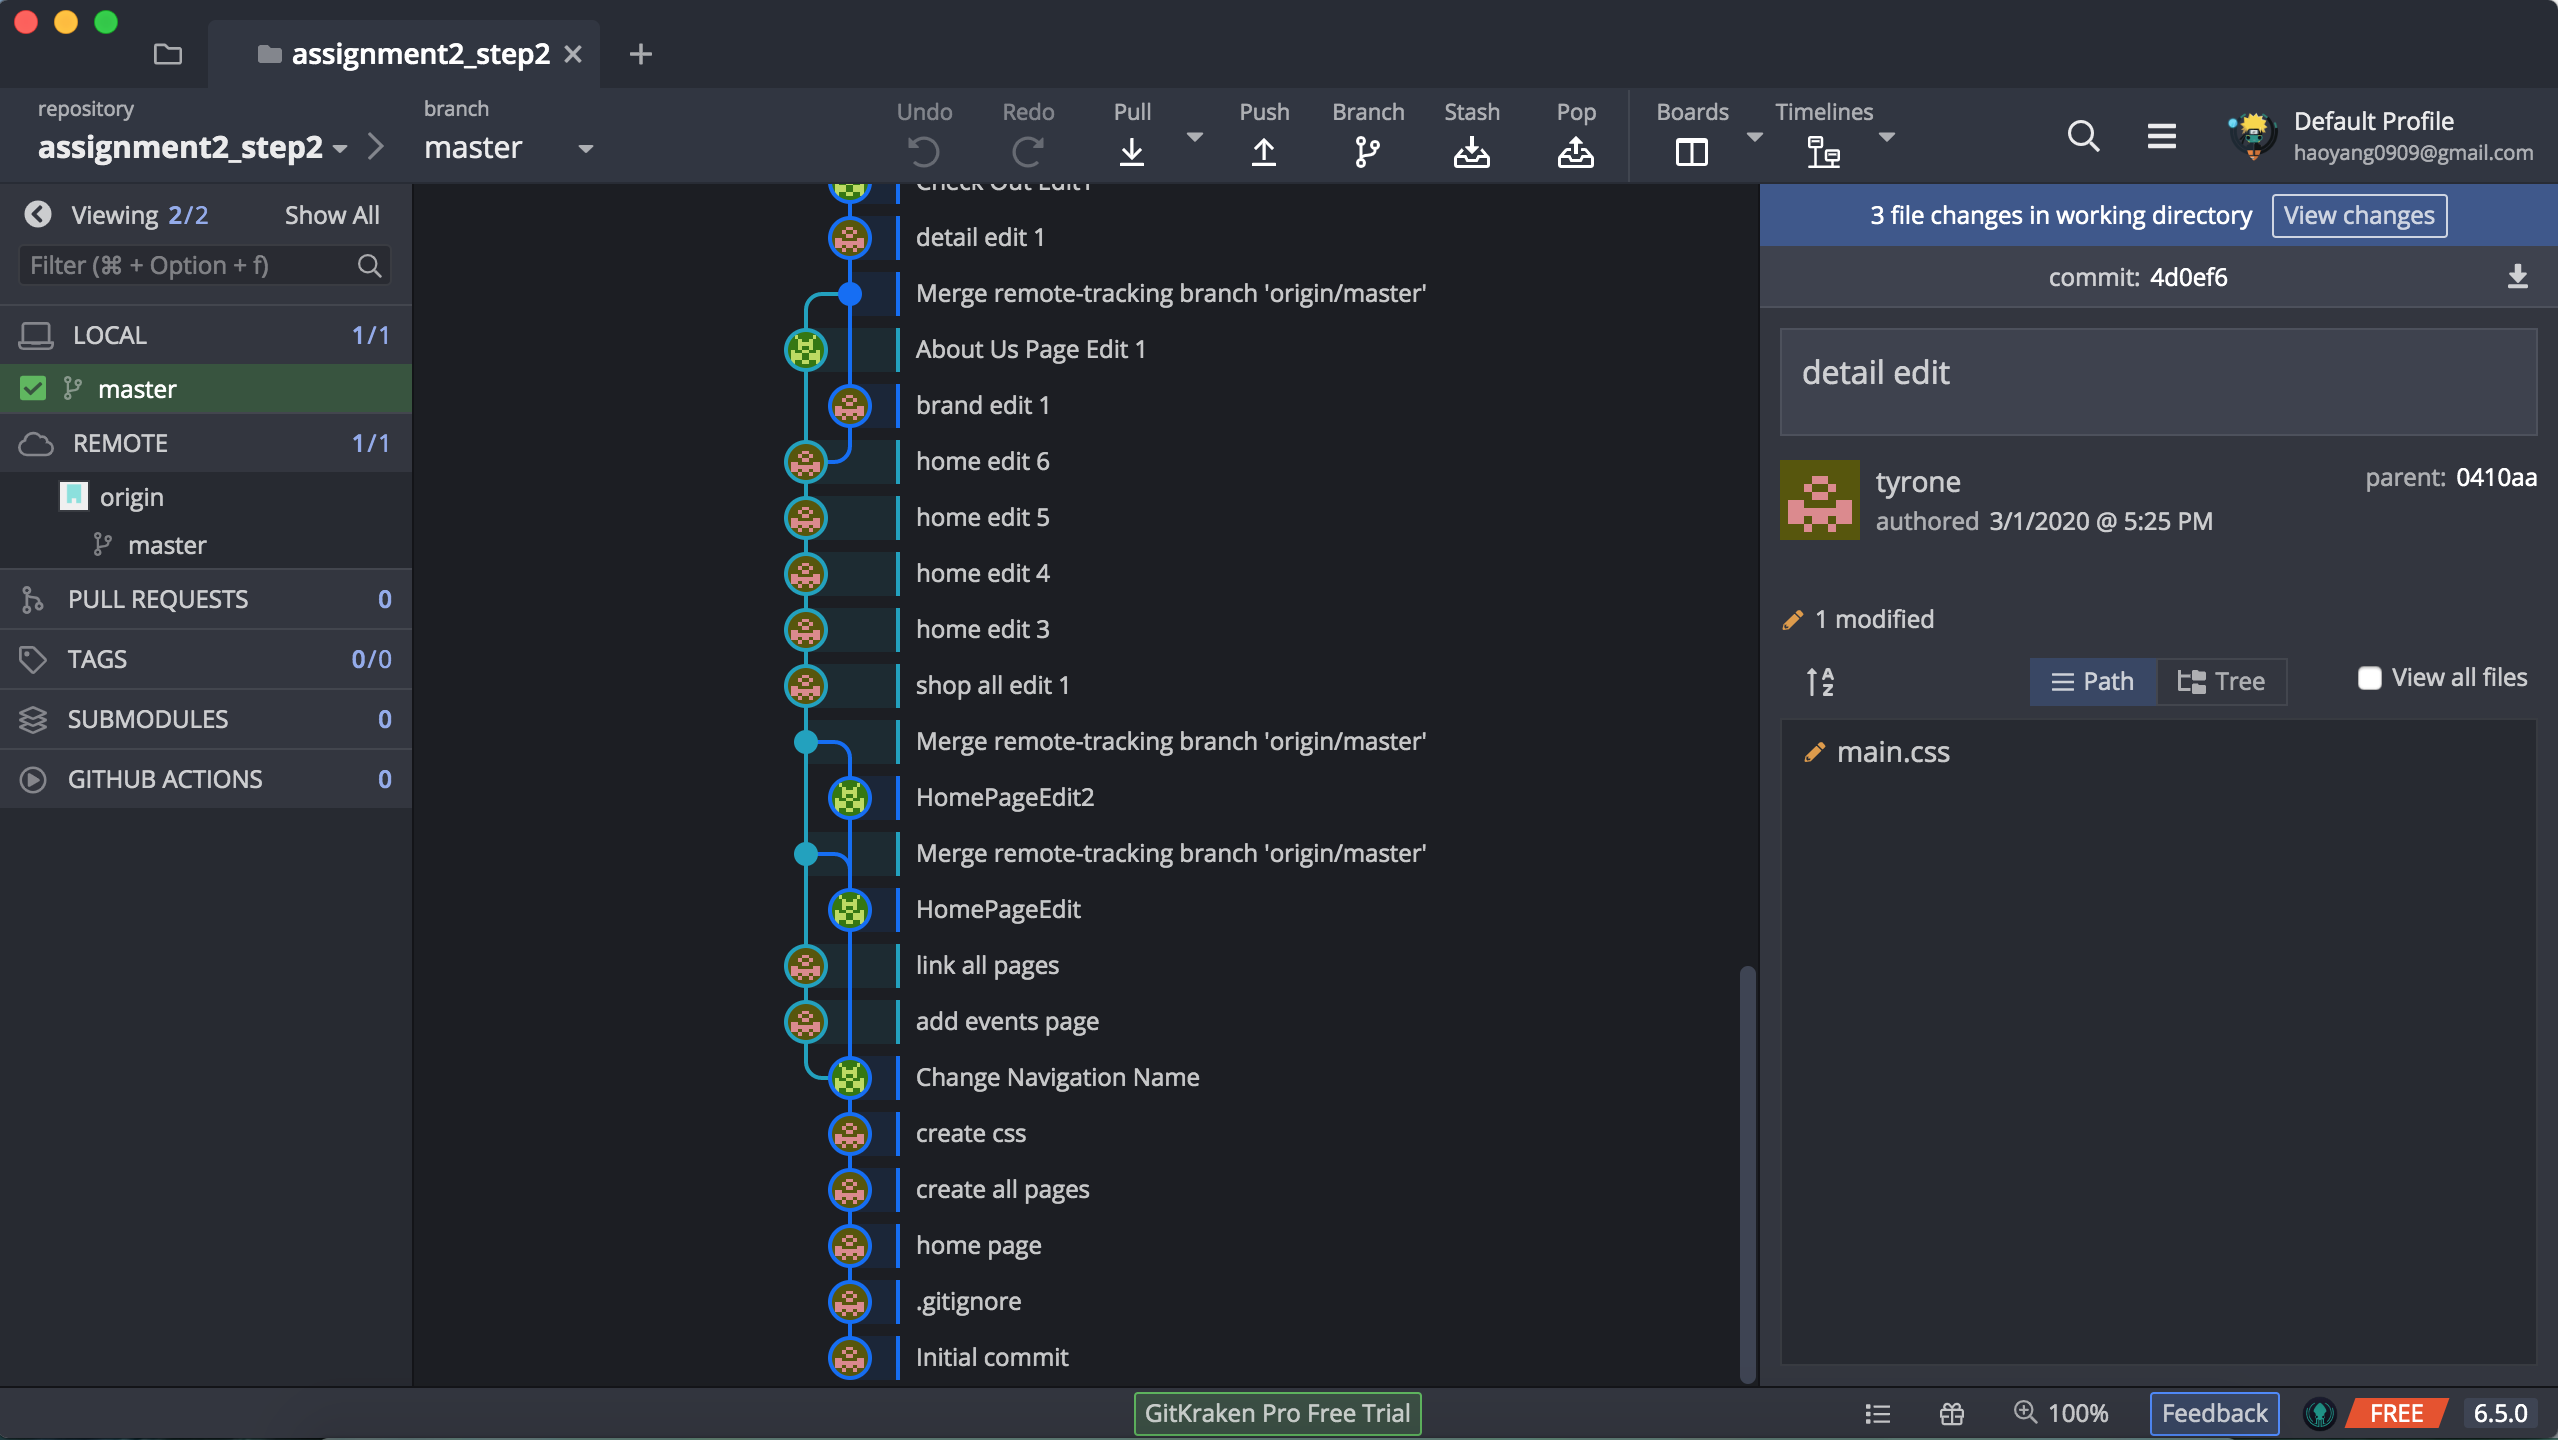 assignment2_step2
repository
assignment2_step2
branch
master
Undo
Redo
Pull
Push
Branch
Stash
Pop
Boards
Timelines
Default Profile
haoyang0909@gmail.com
Viewing 2/2
Show All
Filter (⌘ + Option + f)
LOCAL 1/1
master
REMOTE 1/1
origin
master
PULL REQUESTS 0
TAGS 0/0
SUBMODULES 0
GITHUB ACTIONS 0
Check Out Edit1
detail edit 1
Merge remote-tracking branch 'origin/master'
About Us Page Edit 1
brand edit 1
home edit 6
home edit 5
home edit 4
home edit 3
shop all edit 1
Merge remote-tracking branch 'origin/master'
HomePageEdit2
Merge remote-tracking branch 'origin/master'
HomePageEdit
link all pages
add events page
Change Navigation Name
create css
create all pages
home page
.gitignore
Initial commit
3 file changes in working directory
View changes
commit: 4d0ef6
detail edit
tyrone
parent: 0410aa
authored 3/1/2020 @ 5:25 PM
1 modified
A
Z
Path
Tree
View all files
main.css
GitKraken Pro Free Trial
100%
Feedback
FREE
6.5.0